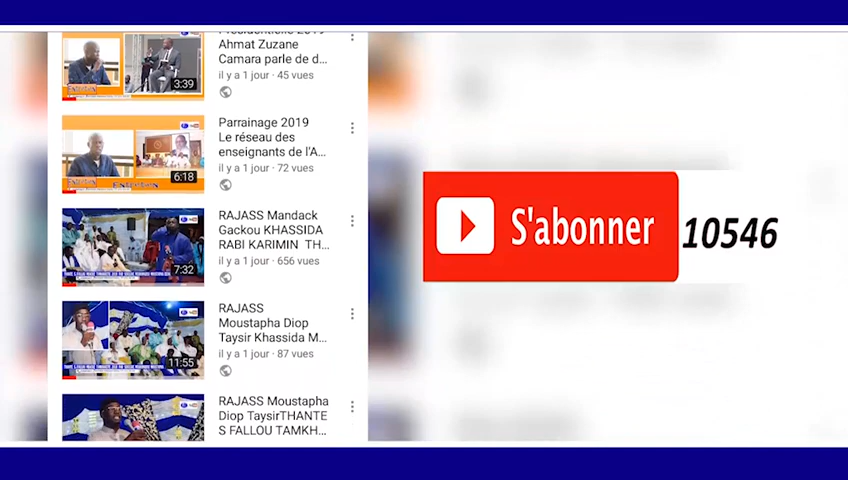 Présidentielle 2019
Ahmat Zuzane
Camara parle de d...
il y a 1 jour · 45 vues
3:39
Parrainage 2019
Le réseau des
enseignants de l'A...
il y a 1 jour · 72 vues
6:18
RAJASS Mandack
Gackou KHASSIDA
RABI KARIMIN TH...
il y a 1 jour · 656 vues
7:32
RAJASS
Moustapha Diop
Taysir Khassida M...
il y a 1 jour · 87 vues
11:55
RAJASS Moustapha
Diop TaysirTHANTE
S FALLOU TAMKH...
S'abonner
10546